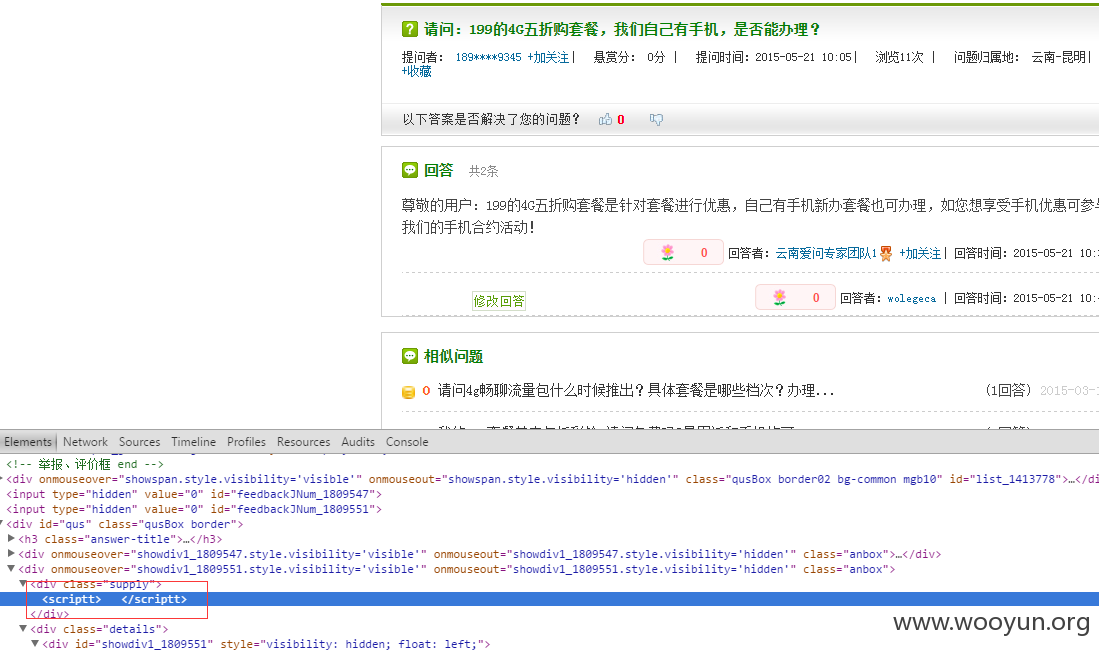 请问：199的4G五折购套餐，我们自己有手机，是否能办理？
提问者： 189****9345 +加关注| 悬赏分： 0分 | 提问时间：2015-05-21 10:05| 浏览11次 | 问题归属地： 云南-昆明|
+收藏
以下答案是否解决了您的问题？ 0
回答 共2条
尊敬的用户：199的4G五折购套餐是针对套餐进行优惠，自己有手机新办套餐也可办理，如您想享受手机优惠可参与
我们的手机合约活动！
0 回答者：云南爱问专家团队1 +加关注| 回答时间：2015-05-21 10:
修改回答 0 回答者：wolegeca | 回答时间：2015-05-21 10:
相似问题
0 请问4g畅聊流量包什么时候推出？具体套餐是哪些档次？办理... (1回答) 2015-03-
Elements Network Sources Timeline Profiles Resources Audits Console
<!-- 举报、评价框 end -->
<div onmouseover="showspan.style.visibility='visible'" onmouseout="showspan.style.visibility='hidden'" class="qusBox border02 bg-common mgb10" id="list_1413778">…</di
<input type="hidden" value="0" id="feedbackJNum_1809547">
<input type="hidden" value="0" id="feedbackJNum_1809551">
<div id="qus" class="qusBox border">
<h3 class="answer-title">…</h3>
<div onmouseover="showdiv1_1809547.style.visibility='visible'" onmouseout="showdiv1_1809547.style.visibility='hidden'" class="anbox">…</div>
<div onmouseover="showdiv1_1809551.style.visibility='visible'" onmouseout="showdiv1_1809551.style.visibility='hidden'" class="anbox">
<div class="supply">
<scriptt> </scriptt>
</div>
<div class="details">
<div id="showdiv1_1809551" style="visibility: hidden; float: left;">
www.wooyun.org